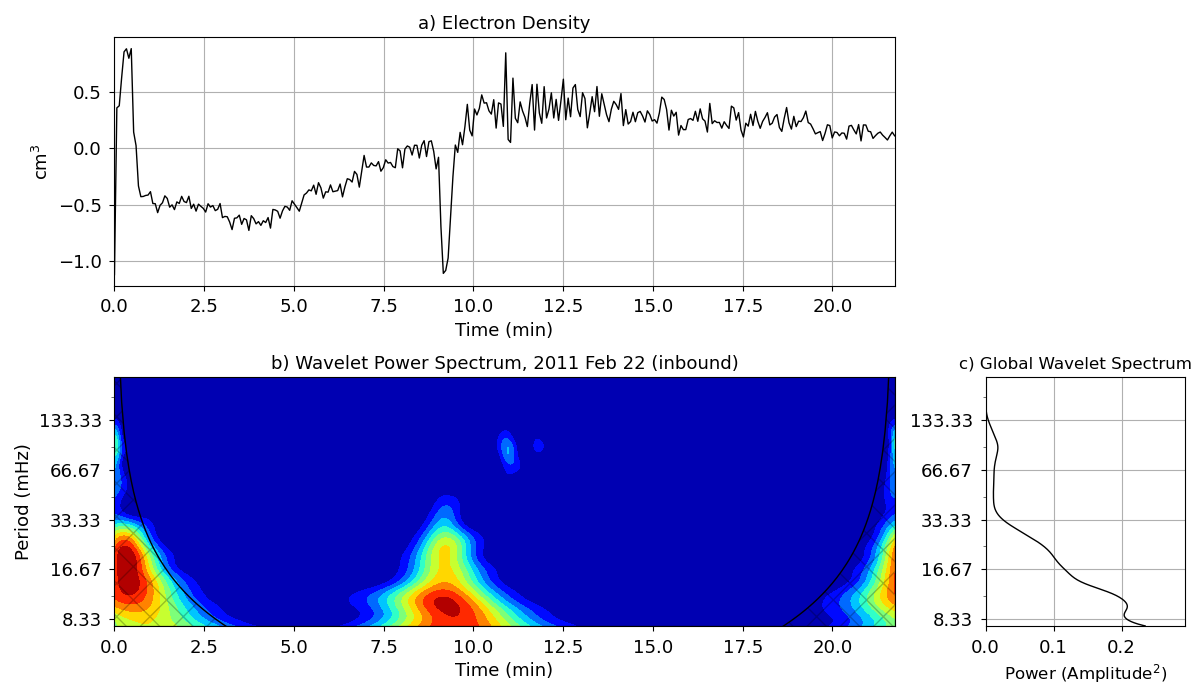 a) Electron Density
cm³
0.5
0.0
−0.5
−1.0
0.0 2.5 5.0 7.5 10.0 12.5 15.0 17.5 20.0
Time (min)
b) Wavelet Power Spectrum, 2011 Feb 22 (inbound)
Period (mHz)
133.33
66.67
33.33
16.67
8.33
0.0 2.5 5.0 7.5 10.0 12.5 15.0 17.5 20.0
Time (min)
c) Global Wavelet Spectrum
133.33
66.67
33.33
16.67
8.33
0.0 0.1 0.2
Power (Amplitude²)